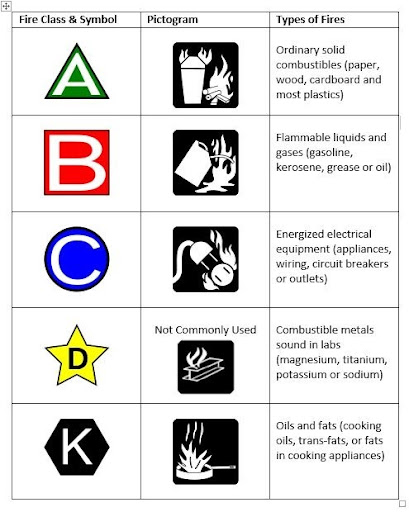 Fire Class & Symbol
Pictogram
Types of Fires
A
Ordinary solid
combustibles (paper,
wood, cardboard and
most plastics)
B
Flammable liquids and
gases (gasoline,
kerosene, grease or oil)
C
Energized electrical
equipment (appliances,
wiring, circuit breakers
or outlets)
D
Not Commonly Used
Combustible metals
sound in labs
(magnesium, titanium,
potassium or sodium)
K
Oils and fats (cooking
oils, trans-fats, or fats
in cooking appliances)